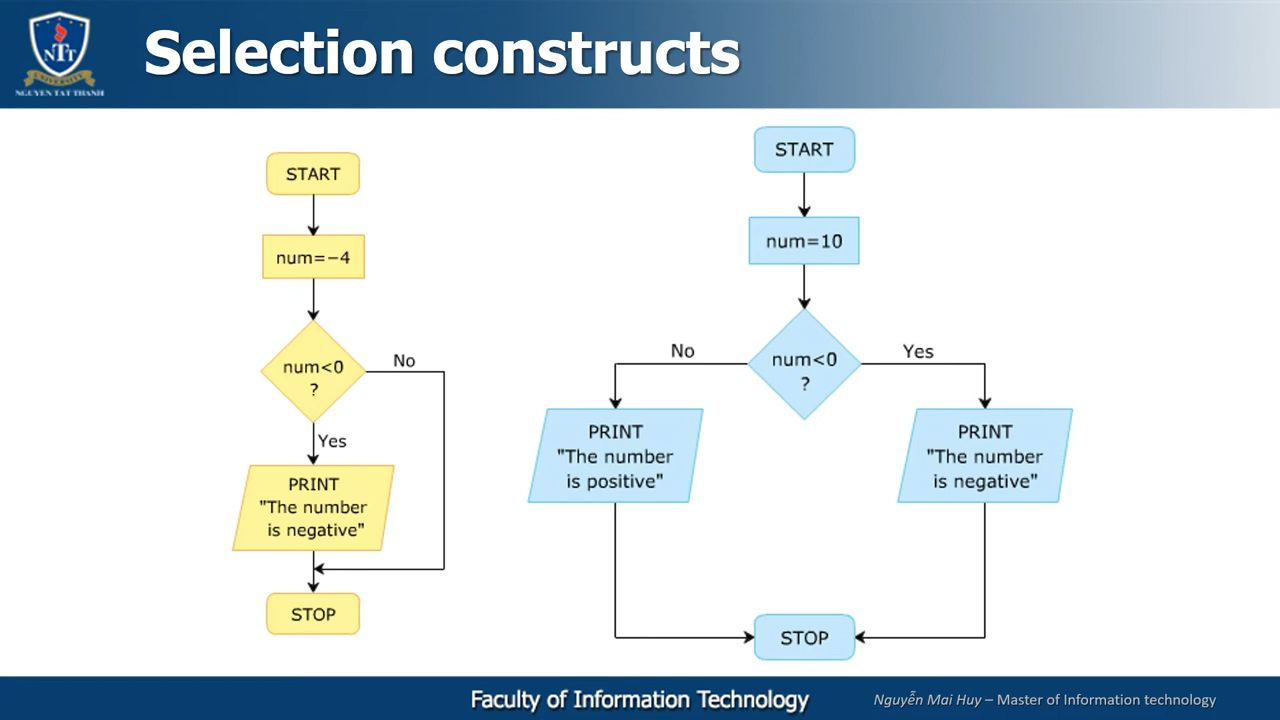 NTT
UNIVERSITY
NGUYEN TAT THANH
Selection constructs
START
num=−4
num<0
?
No
Yes
PRINT
"The number
is negative"
STOP
START
num=10
num<0
?
No
Yes
PRINT
"The number
is positive"
PRINT
"The number
is negative"
STOP
Faculty of Information Technology
Nguyễn Mai Huy – Master of Information technology